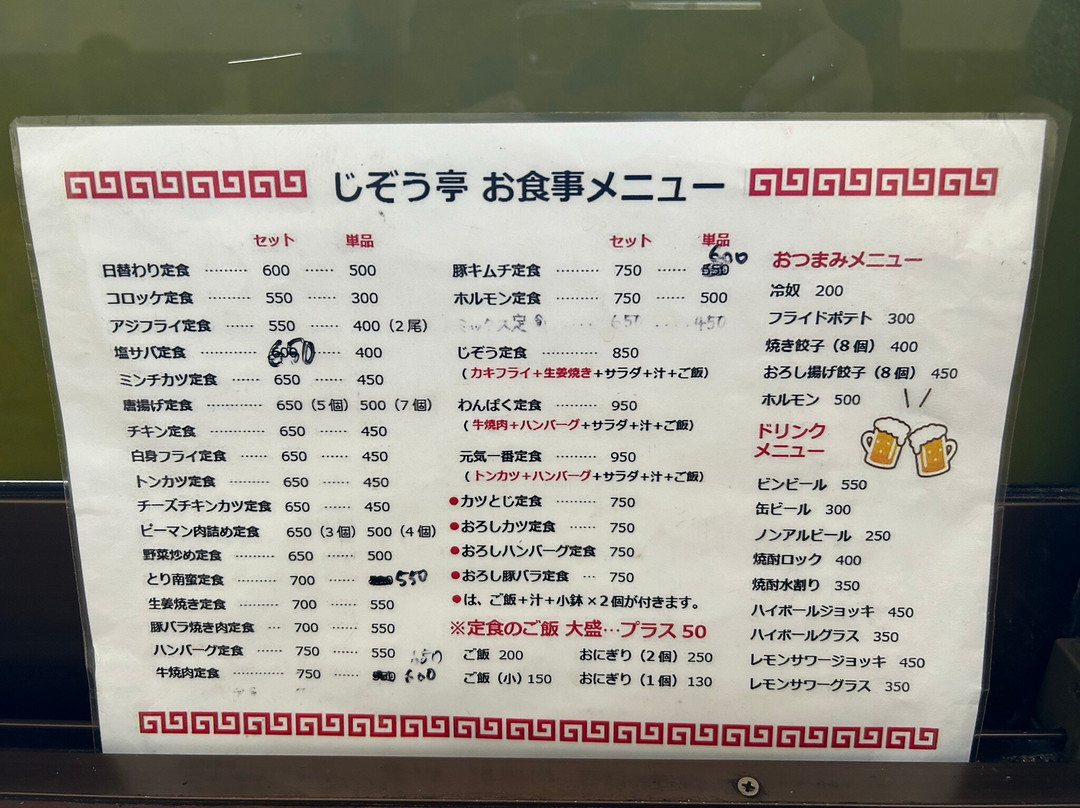 じぞう亭 お食事メニュー
セット 単品
日替わり定食 ……… 600 …… 500
コロッケ定食 ……… 550 …… 300
アジフライ定食 …… 550 …… 400（2尾）
塩サバ定食 ……… 650 …… 400
ミンチカツ定食 …… 650 …… 450
唐揚げ定食 ……… 650（5個）500（7個）
チキン定食 ……… 650 …… 450
白身フライ定食 …… 650 …… 450
トンカツ定食 …… 650 …… 450
チーズチキンカツ定食 650 …… 450
ピーマン肉詰め定食 650（3個）500（4個）
野菜炒め定食 ……… 650 …… 500
とり南蛮定食 ……… 700 …… 550
生姜焼き定食 ……… 700 …… 550
豚バラ焼き肉定食 … 700 …… 550
ハンバーグ定食 …… 750 …… 550
650
牛焼肉定食 ……… 750 …… 600
セット 単品
豚キムチ定食 ……… 750 …… 550 600
ホルモン定食 ……… 750 …… 500
ミックス定食 …… 650 …… 450
じぞう定食 ……… 850
（カキフライ＋生姜焼き＋サラダ＋汁＋ご飯）
わんぱく定食 ……… 950
（牛焼肉＋ハンバーグ＋サラダ＋汁＋ご飯）
元気一番定食 ……… 950
（トンカツ＋ハンバーグ＋サラダ＋汁＋ご飯）
●カツとじ定食 ……… 750
●おろしカツ定食 …… 750
●おろしハンバーグ定食 750
●おろし豚バラ定食 … 750
●は、ご飯＋汁＋小鉢×2個が付きます。
※定食のご飯 大盛…プラス50
ご飯 200 おにぎり（2個）250
ご飯（小）150 おにぎり（1個）130
おつまみメニュー
冷奴 200
フライドポテト 300
焼き餃子（8個）400
おろし揚げ餃子（8個）450
ホルモン 500
ドリンク
メニュー
ビンビール 550
缶ビール 300
ノンアルビール 250
焼酎ロック 400
焼酎水割り 350
ハイボールジョッキ 450
ハイボールグラス 350
レモンサワージョッキ 450
レモンサワーグラス 350